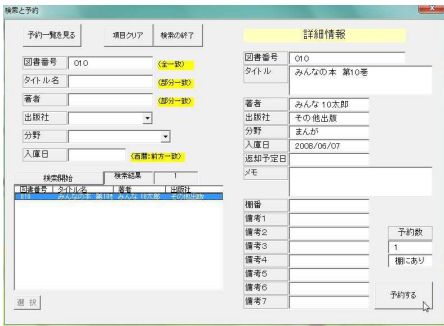 検索と予約
予約一覧を見る 項目クリア 検索の終了
図書番号 010 (全一致)
タイトル名 (部分一致)
著者 (部分一致)
出版社
分野
入庫日 (西暦:前方一致)
検索開始 検索結果 1
図書番号 タイトル名 著者 出版社
010 みんなの本 第10巻 みんな 10太郎 その他出版
選択
詳細情報
図書番号 010
タイトル みんなの本 第10巻
著者 みんな 10太郎
出版社 その他出版
分野 まんが
入庫日 2008/06/07
返却予定日
メモ
棚番
備考1
備考2
備考3
備考4
備考5
備考6
備考7
予約数
1
棚にあり
予約する